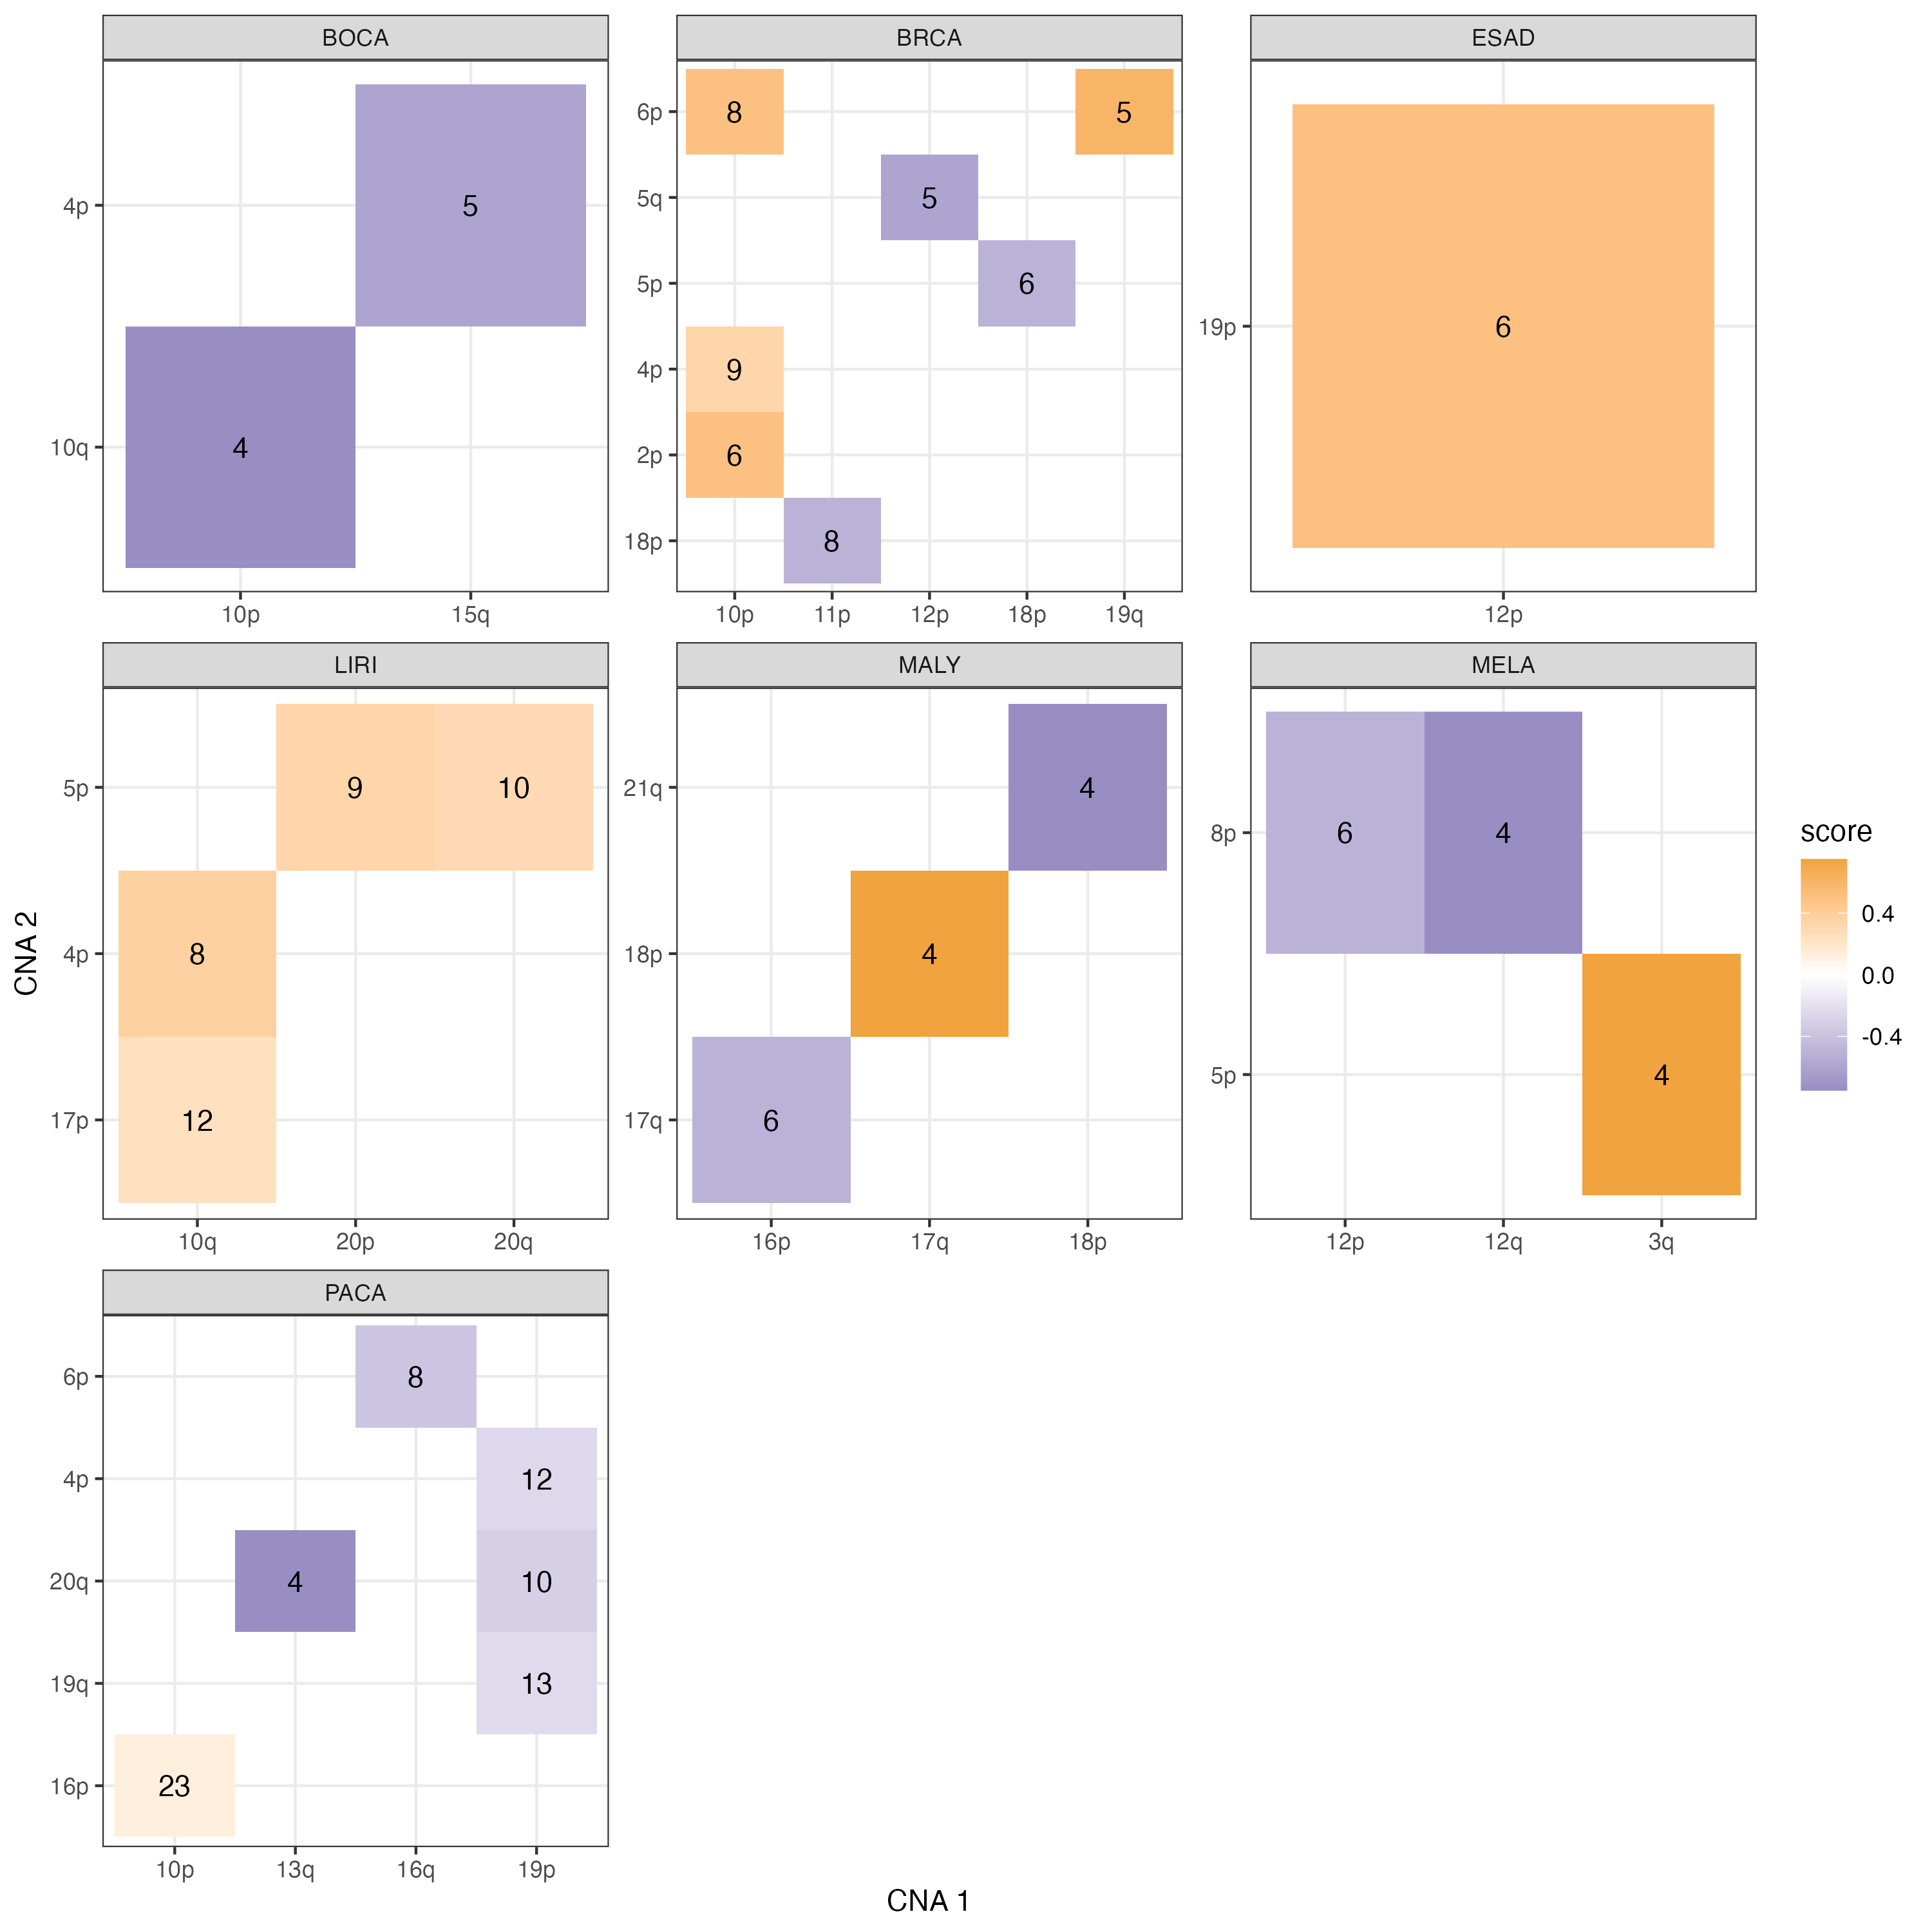 BOCA
BRCA
ESAD
4p
10q
5
4
10p
15q
6p
5q
5p
4p
2p
18p
8
5
5
6
9
6
8
10p
11p
12p
18p
19q
19p
6
12p
LIRI
MALY
MELA
5p
4p
17p
9
10
8
12
10q
20p
20q
21q
18p
17q
4
4
6
16p
17q
18p
8p
5p
6
4
4
12p
12q
3q
score
0.4
0.0
-0.4
CNA 2
PACA
6p
4p
20q
19q
16p
8
12
4
10
13
23
10p
13q
16q
19p
CNA 1